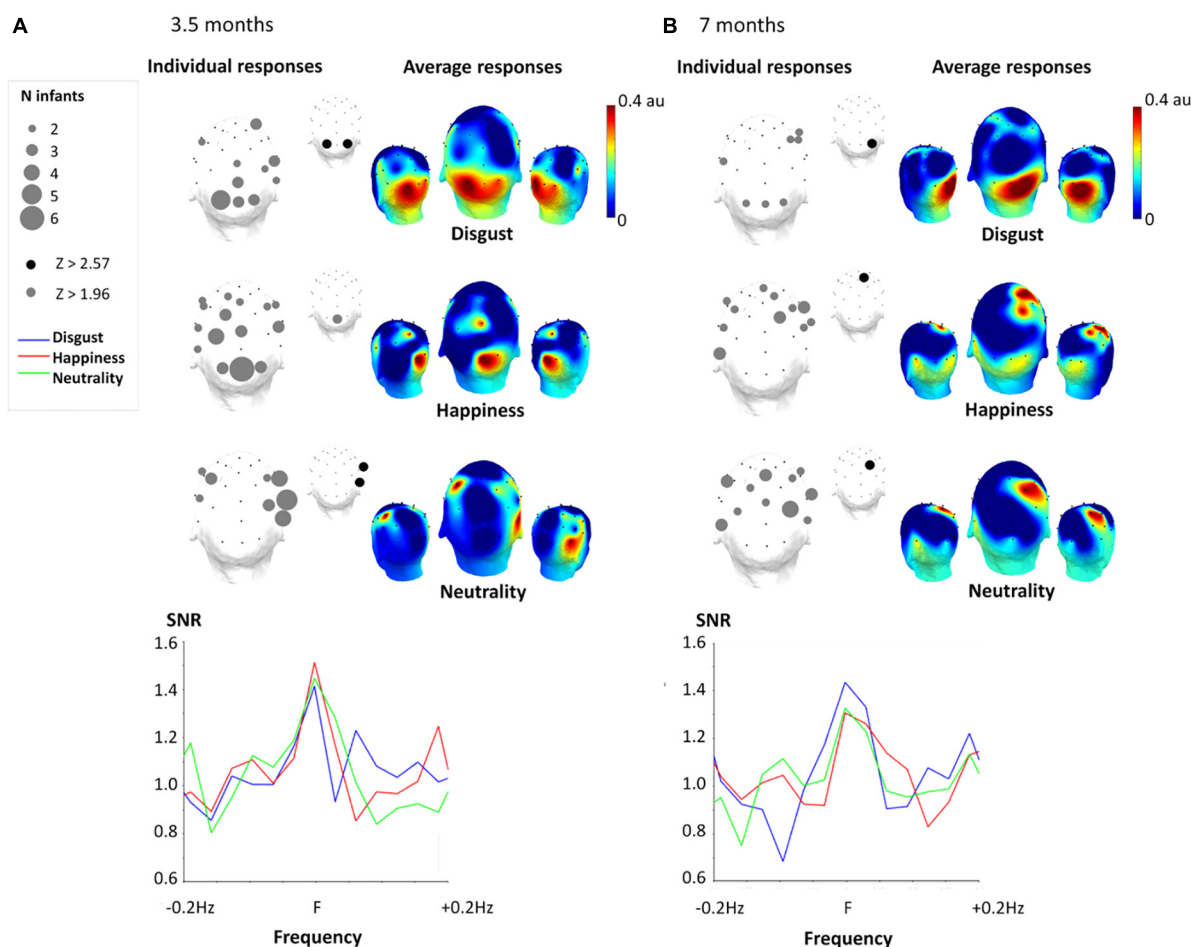 A
3.5 months
Individual responses
Average responses
N infants
2
3
4
5
6
Z > 2.57
Z > 1.96
Disgust
Happiness
Neutrality
0.4 au
0
Disgust
Happiness
Neutrality
SNR
1.6
1.4
1.2
1.0
0.8
0.6
-0.2Hz
F
+0.2Hz
Frequency
B
7 months
Individual responses
Average responses
0.4 au
0
Disgust
Happiness
Neutrality
SNR
1.6
1.4
1.2
1.0
0.8
0.6
-0.2Hz
F
+0.2Hz
Frequency